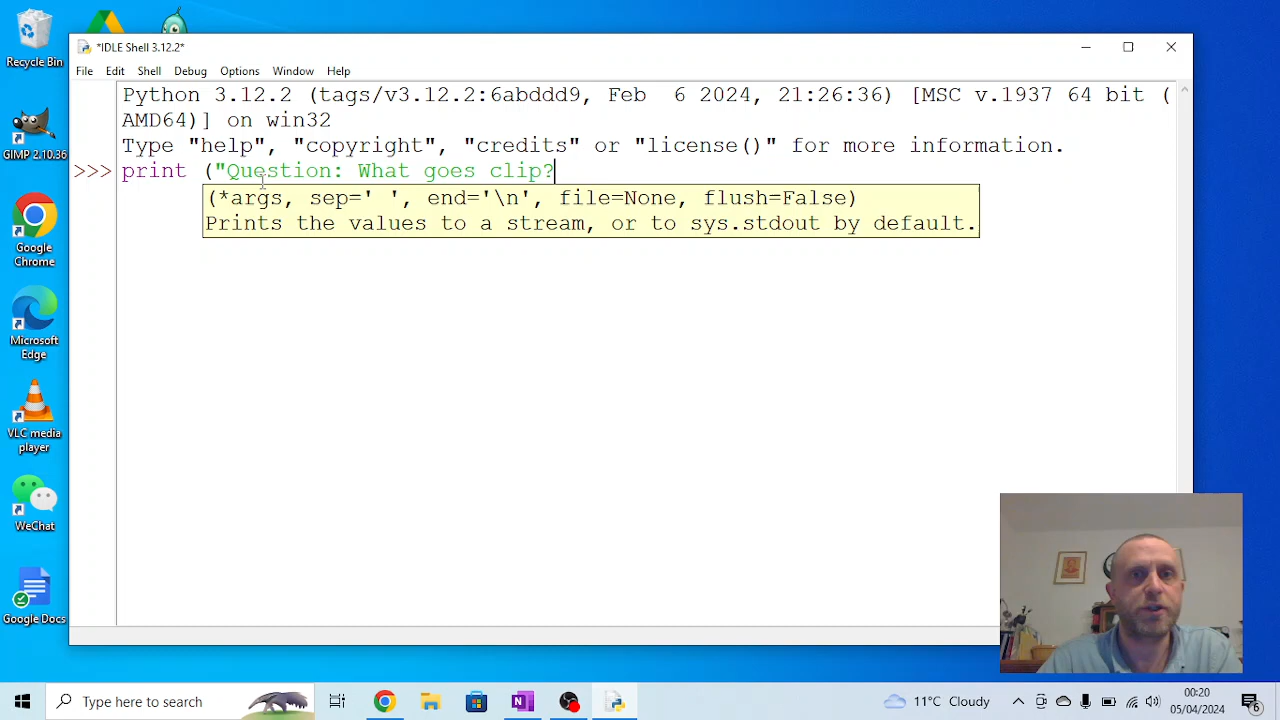 Recycle Bin
GIMP 2.10.36
Google
Chrome
Microsoft
Edge
VLC media
player
WeChat
Google Docs
*IDLE Shell 3.12.2*
File Edit Shell Debug Options Window Help
Python 3.12.2 (tags/v3.12.2:6abddd9, Feb  6 2024, 21:26:36) [MSC v.1937 64 bit (
AMD64)] on win32
Type "help", "copyright", "credits" or "license()" for more information.
>>> print ("Question: What goes clip?
(*args, sep=' ', end='\n', file=None, flush=False)
Prints the values to a stream, or to sys.stdout by default.
Type here to search
N
11°C Cloudy
00:20
05/04/2024
6